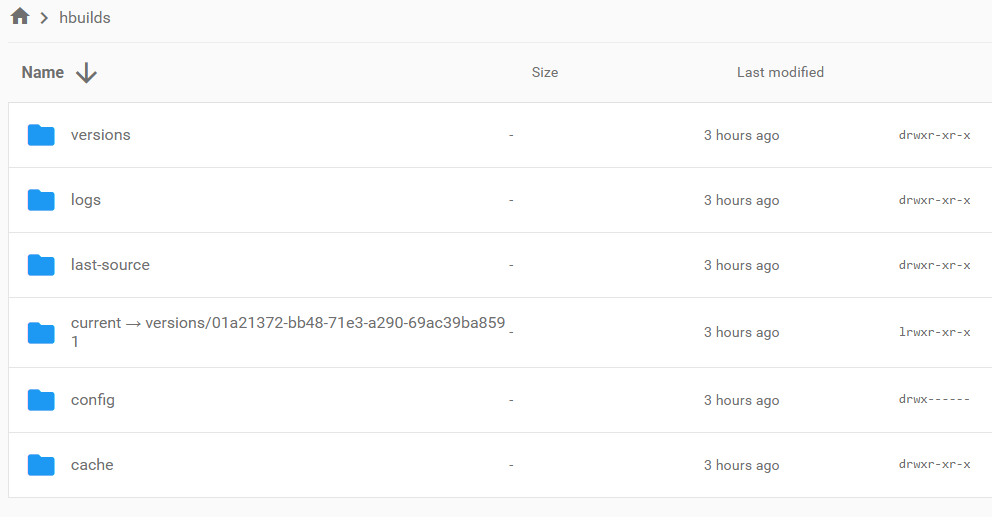 hbuilds
Name Size Last modified
versions - 3 hours ago drwxr-xr-x
logs - 3 hours ago drwxr-xr-x
last-source - 3 hours ago drwxr-xr-x
current → versions/01a21372-bb48-71e3-a290-69ac39ba859
1 - 3 hours ago lrwxr-xr-x
config - 3 hours ago drwx------
cache - 3 hours ago drwxr-xr-x